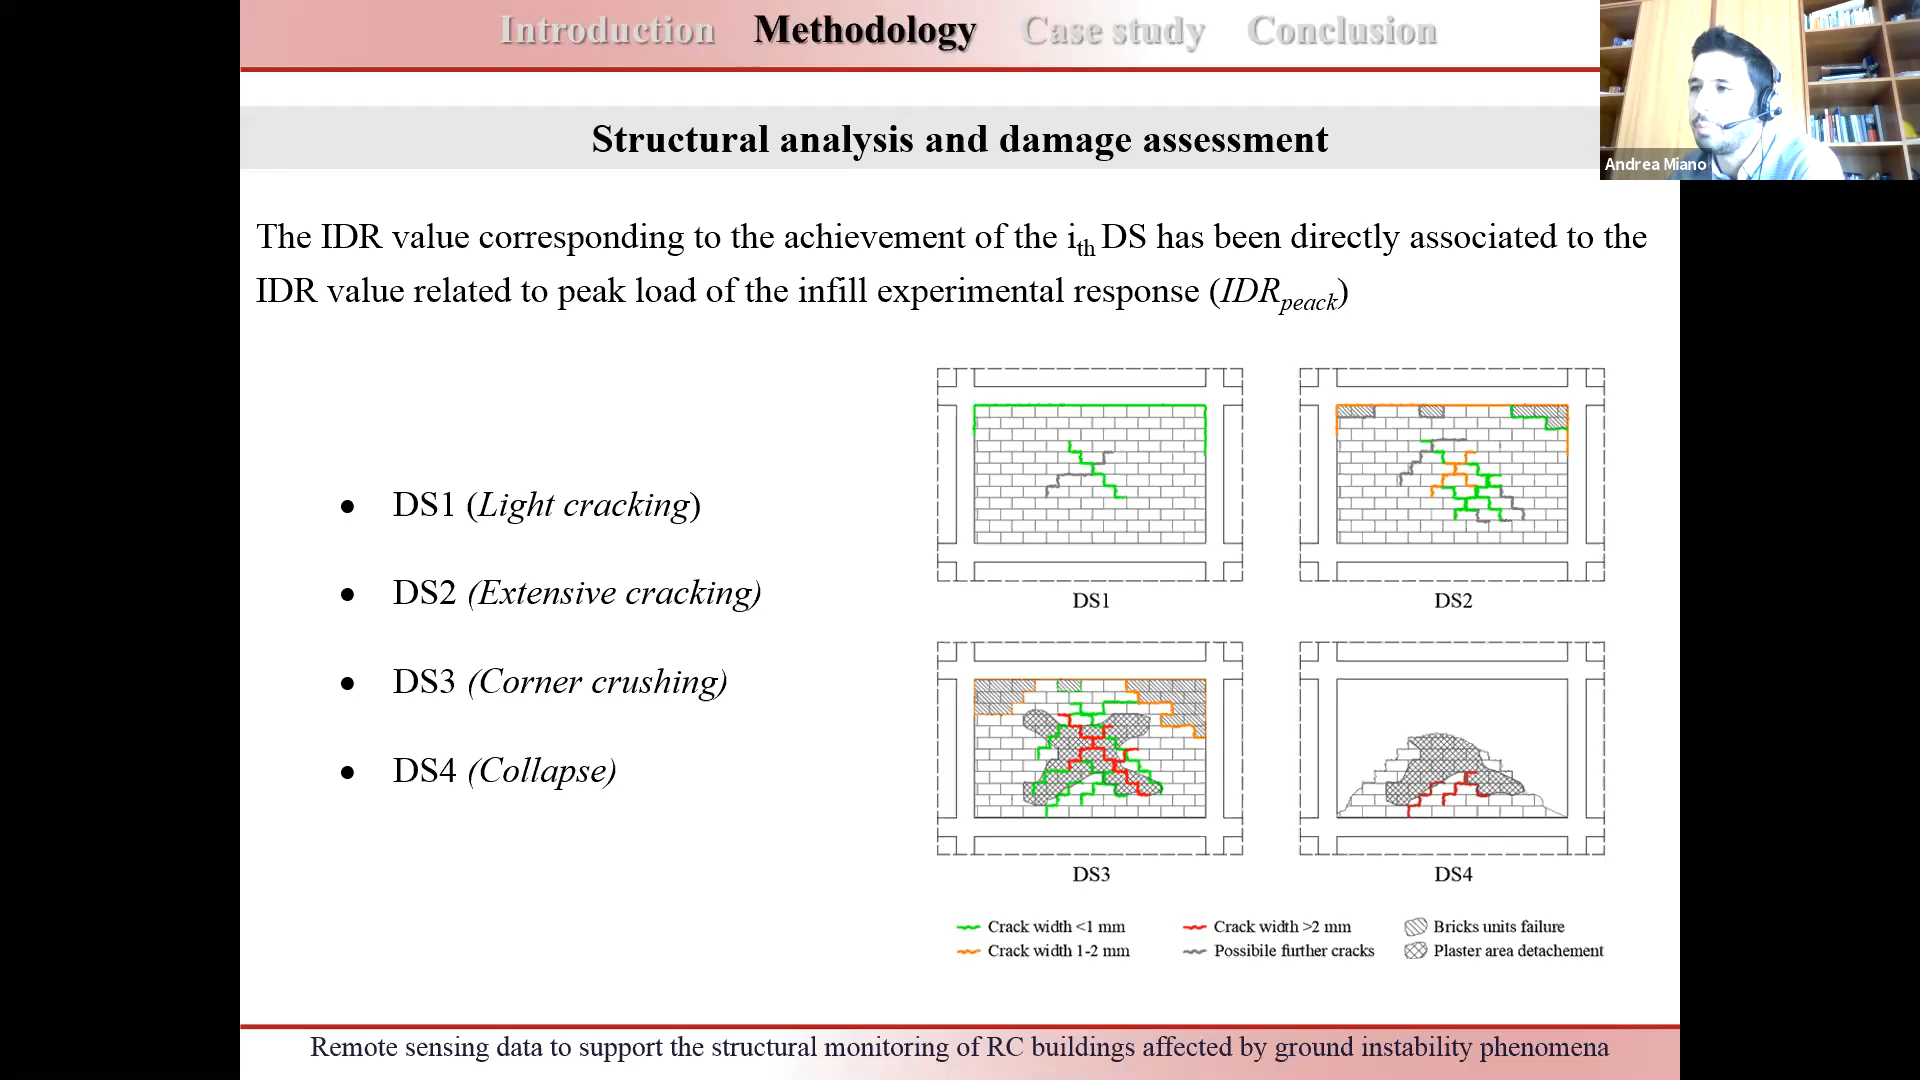 Introduction Methodology Case study Conclusion
Andrea Miano
Structural analysis and damage assessment
The IDR value corresponding to the achievement of the ith DS has been directly associated to the
IDR value related to peak load of the infill experimental response (IDRpeack)
• DS1 (Light cracking)
• DS2 (Extensive cracking)
• DS3 (Corner crushing)
• DS4 (Collapse)
DS1 DS2
DS3 DS4
Crack width <1 mm Crack width >2 mm Bricks units failure
Crack width 1-2 mm Possibile further cracks Plaster area detachement
Remote sensing data to support the structural monitoring of RC buildings affected by ground instability phenomena